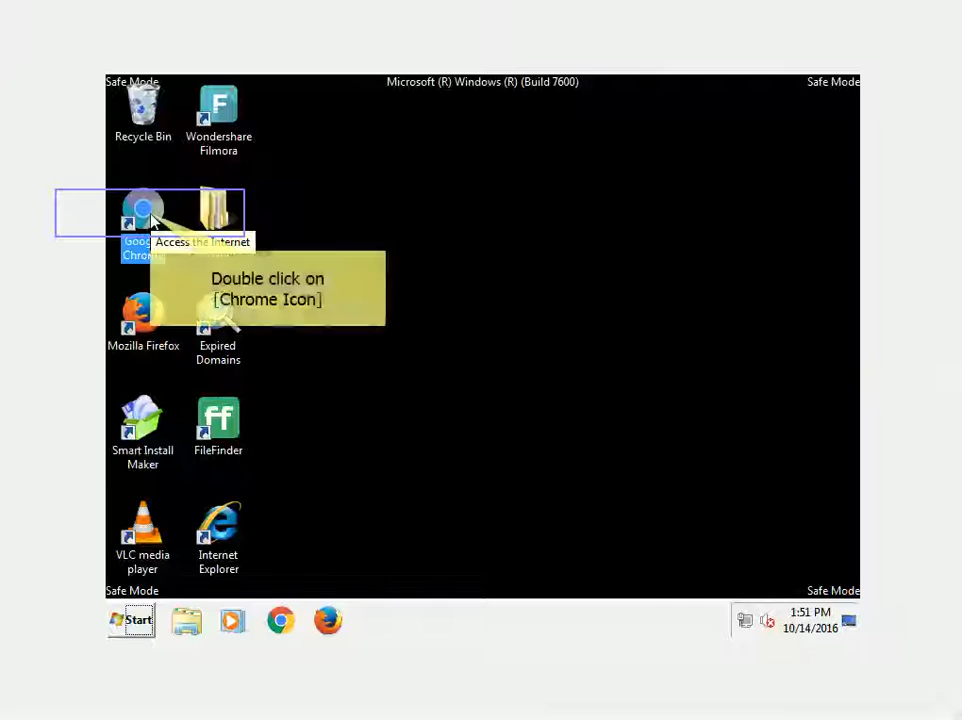 Safe Mode
Microsoft (R) Windows (R) (Build 7600)
Safe Mode
Recycle Bin
Wondershare
Filmora
Access the Internet
Double click on
[Chrome Icon]
Mozilla Firefox
Expired
Domains
Smart Install
Maker
ff
FileFinder
VLC media
player
Internet
Explorer
Safe Mode
Safe Mode
Start
1:51 PM
10/14/2016